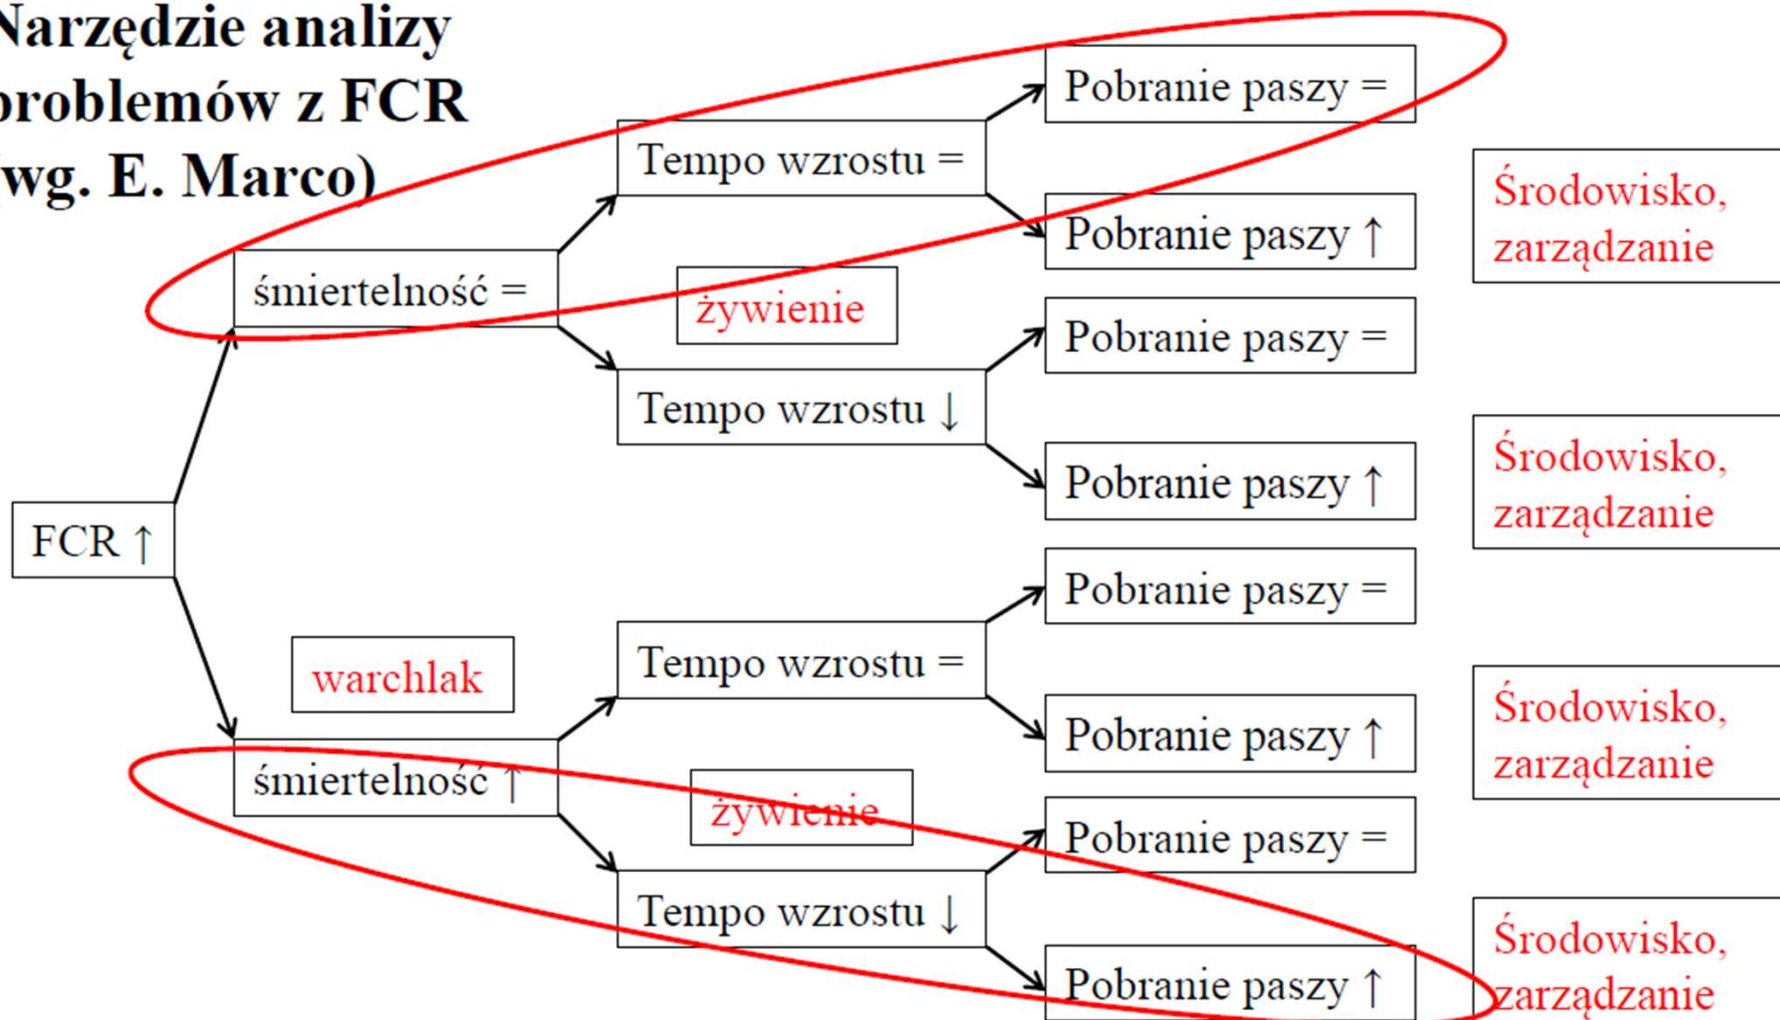 Narzędzie analizy
problemów z FCR
(wg. E. Marco)
Pobranie paszy =
Tempo wzrostu =
Pobranie paszy ↑
Środowisko,
zarządzanie
śmiertelność =
żywienie
Pobranie paszy =
Tempo wzrostu ↓
Pobranie paszy ↑
Środowisko,
zarządzanie
FCR ↑
Pobranie paszy =
warchlak
Tempo wzrostu =
Pobranie paszy ↑
Środowisko,
zarządzanie
śmiertelność ↑
żywienie
Pobranie paszy =
Tempo wzrostu ↓
Pobranie paszy ↑
Środowisko,
zarządzanie